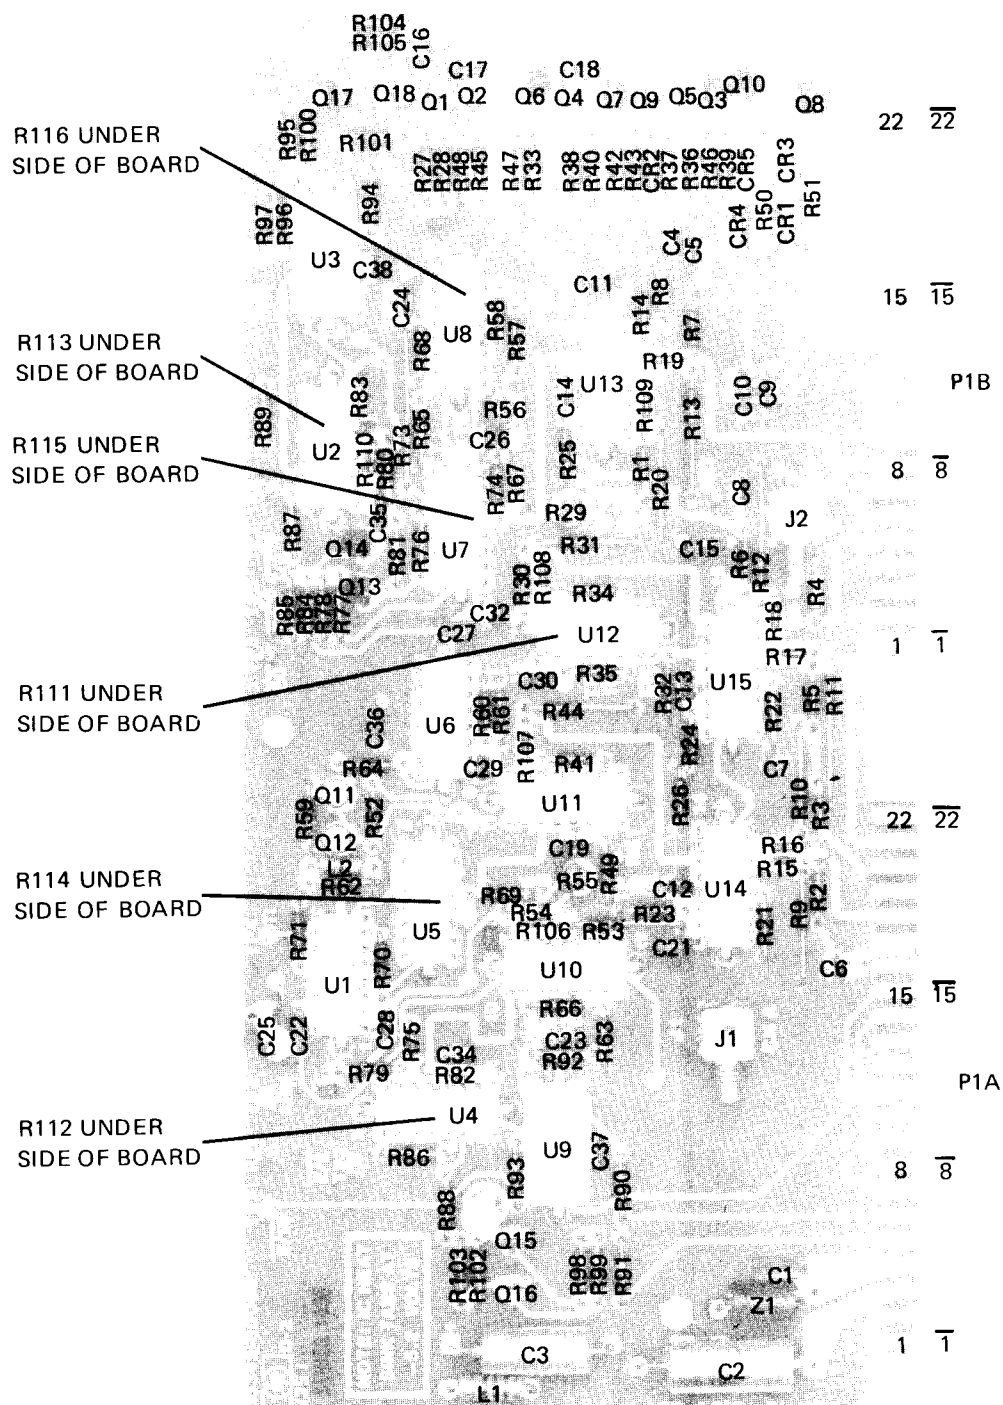 R104
R105
C16
C17 C18
Q17 Q18 Q1 Q2 Q6 Q4 Q7 Q9 Q5 Q3 Q10 Q8
22 22
R116 UNDER
SIDE OF BOARD
R95 R100 R101
R27 R28 R48 R45 R47 R33 R38 R40 R42 R43 CR2 R37 R36 R46 R39 CR5 CR3
R97 R96 R94 CR4 R50 CR1 R51
U3 C38 C4 C5
C11 R8
15 15
C24 U8 R58 R57 R14 R7
R113 UNDER
SIDE OF BOARD
R68 R19
R83 C14 U13 R109 C10 C9
P1B
R89 R65 R56 R13
R115 UNDER
SIDE OF BOARD
U2 R110 R80 R73 C26 R25 R1 R20
8 8
R74 R67 C8
R87 C35 R29 J2
Q14 R81 R76 U7 R31 C15 R6 R12
Q13 R30 R108 R34 R4
R85 R84 R78 R77 C32 R18
C27 U12
1 1
R17
R111 UNDER
SIDE OF BOARD
C30 R35 R32 C13 U15 R5 R11
C36 U6 R60 R61 R44 R22
R64 C29 R107 R41 R24 C7
Q11 R59 R52 U11 R26 R10 R3
22 22
Q12 C19 R16
L2 R15
R114 UNDER
SIDE OF BOARD
R62 R69 R55 R49 C12 U14 R2
R54 R23 R9
R71 U5 R106 R53 R21
R70 C21
U1 U10 C6
15 15
R66
C25 C22 C28 R75 C23 R63 J1
C34 R92
R79 R82
P1A
R112 UNDER
SIDE OF BOARD
U4
R86 U9 C37
8 8
R93 R90
R88
Q15
R103 R102 R98 R99 R91 C1
Q16 Z1
C3 1 1
C2
L1